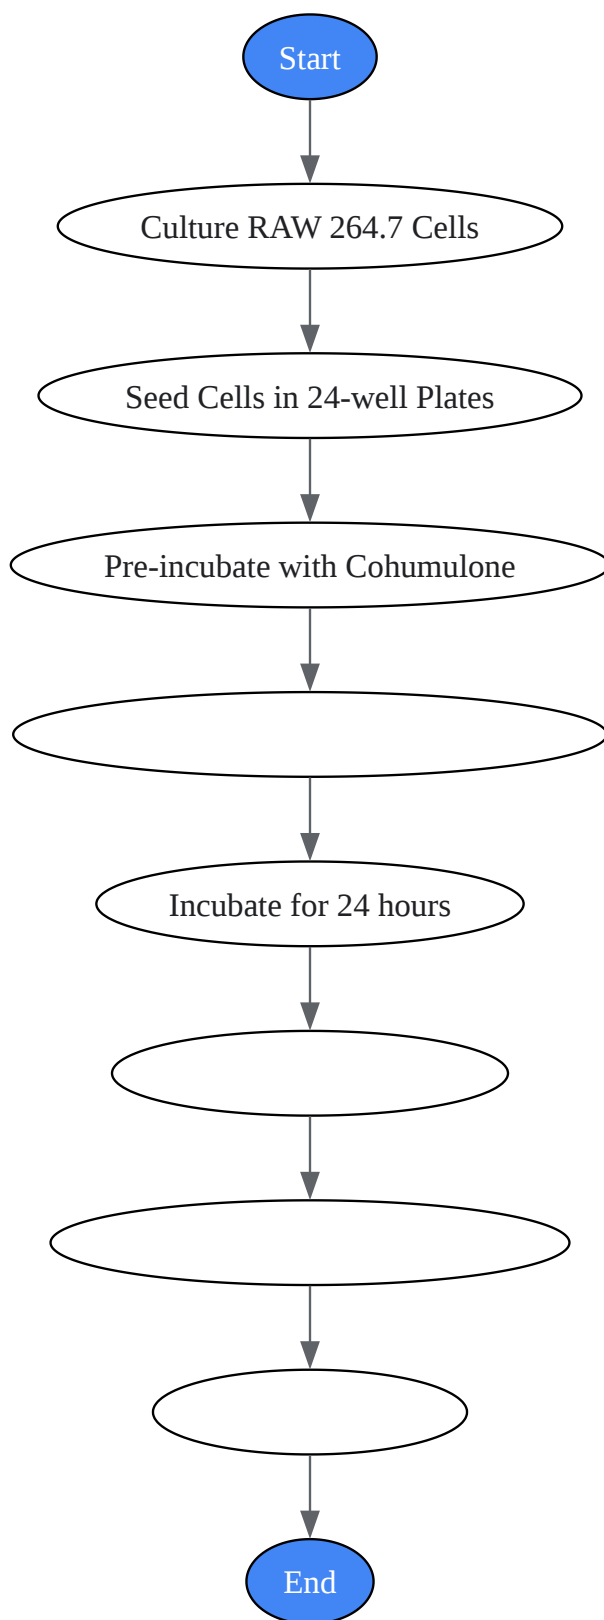 Start
Culture RAW 264.7 Cells
Seed Cells in 24-well Plates
Pre-incubate with Cohumulone
Incubate for 24 hours
End